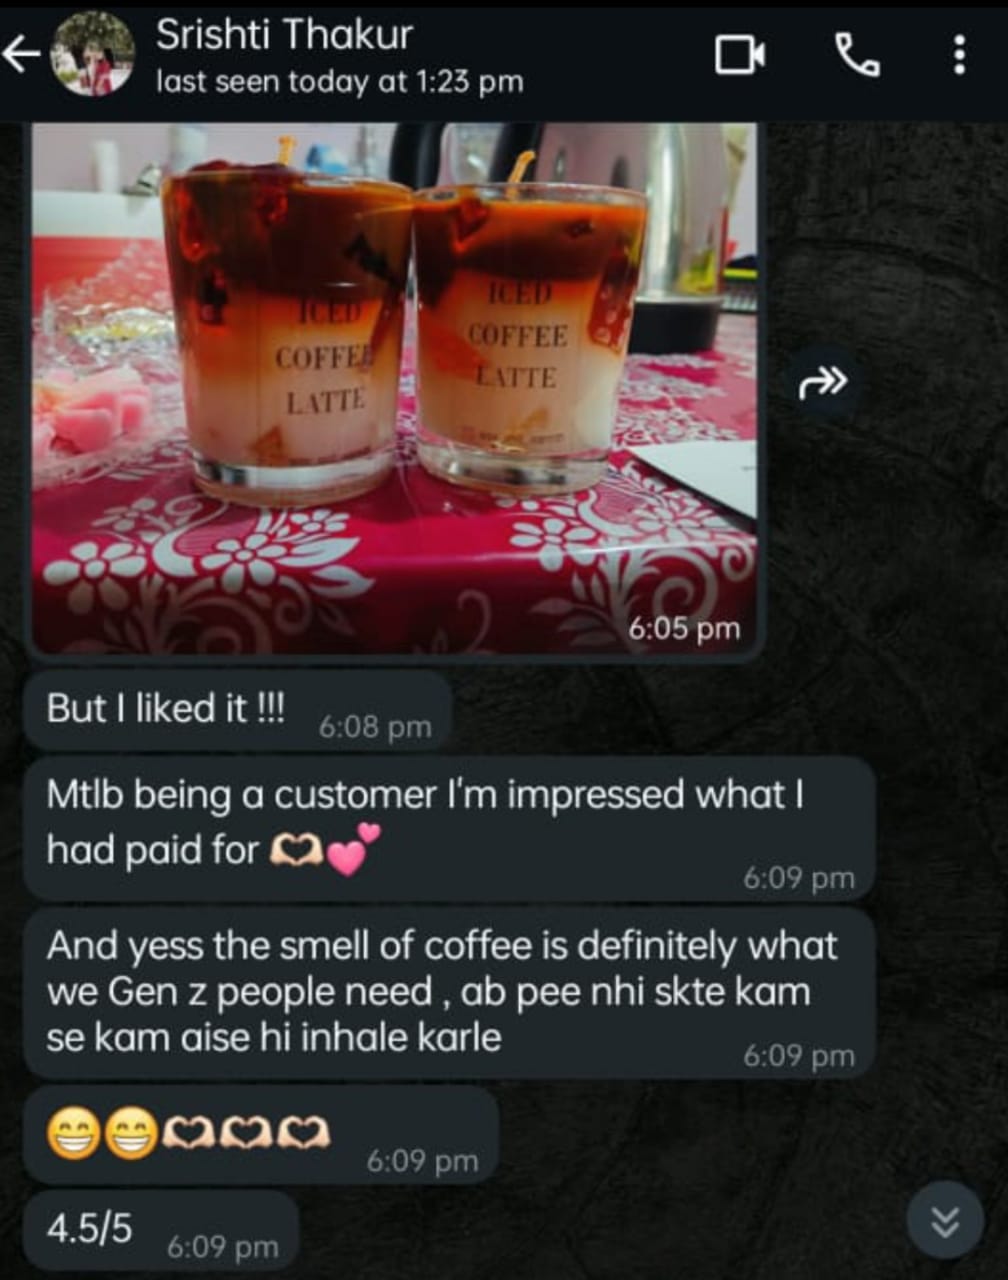 Srishti Thakur
last seen today at 1:23 pm
ICED
COFFEE
LATTE
ICED
COFFEE
LATTE
6:05 pm
But I liked it !!!
6:08 pm
Mtlb being a customer I'm impressed what I
had paid for 🫶🏻💕
6:09 pm
And yess the smell of coffee is definitely what
we Gen z people need , ab pee nhi skte kam
se kam aise hi inhale karle
6:09 pm
😁😁🫶🏻🫶🏻🫶🏻
6:09 pm
4.5/5
6:09 pm